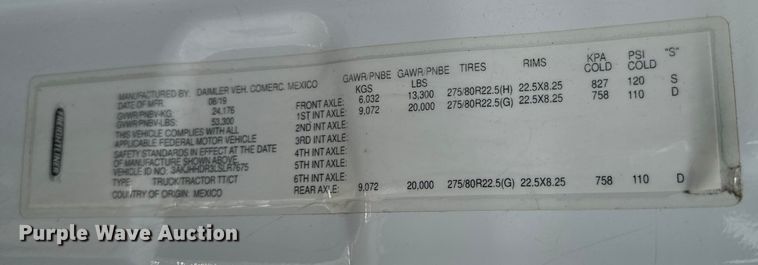 FREIGHTLINER
MANUFACTURED BY: DAIMLER VEH. COMERC. MEXICO
DATE OF MFR. 06/19
GVWR/PNBV-KG: 24,176
GVWR/PNBV-LBS: 53,300
THIS VEHICLE COMPLIES WITH ALL
APPLICABLE FEDERAL MOTOR VEHICLE
SAFETY STANDARDS IN EFFECT AT THE DATE
OF MANUFACTURE SHOWN ABOVE.
VEHICLE ID NO.: 3AKJHHDR3LSLR7675
TYPE: TRUCK/TRACTOR TT/CT
COUNTRY OF ORIGIN: MEXICO
GAWR/PNBE KGS GAWR/PNBE LBS TIRES RIMS KPA COLD PSI COLD "S"
FRONT AXLE: 6,032 13,300 275/80R22.5(H) 22.5X8.25 827 120 S
1ST INT AXLE: 9,072 20,000 275/80R22.5(G) 22.5X8.25 758 110 D
2ND INT AXLE:
3RD INT AXLE:
4TH INT AXLE:
5TH INT AXLE:
6TH INT AXLE:
REAR AXLE: 9,072 20,000 275/80R22.5(G) 22.5X8.25 758 110 D
Purple Wave Auction